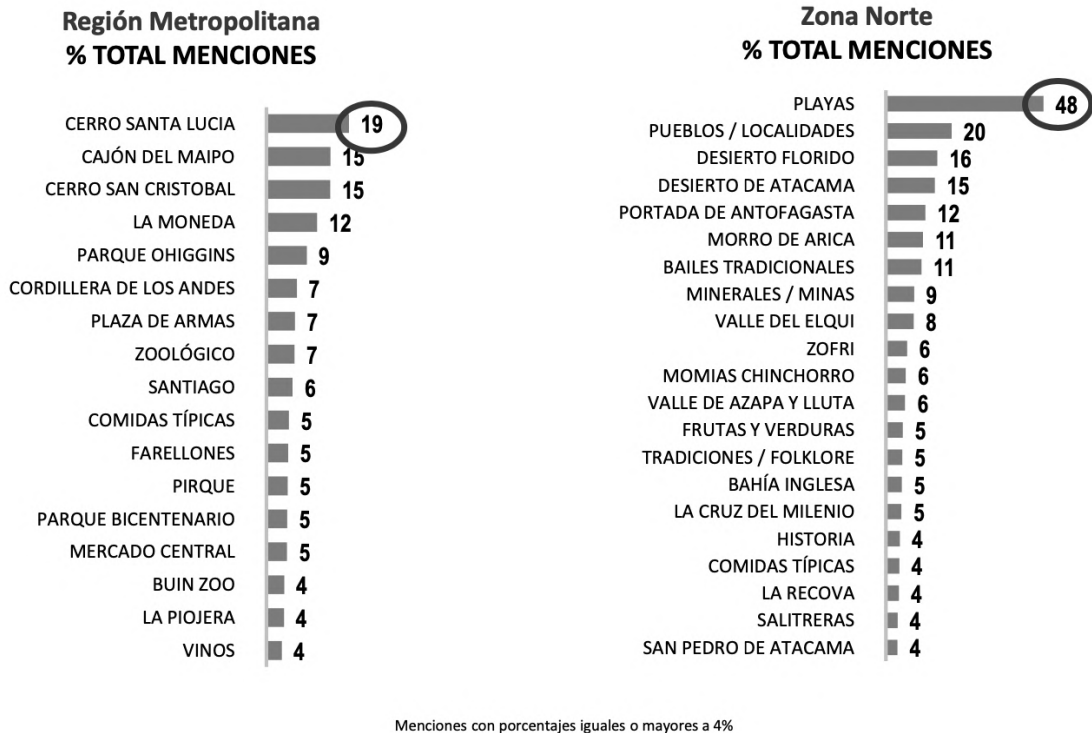 Región Metropolitana
% TOTAL MENCIONES
CERRO SANTA LUCIA 19
CAJÓN DEL MAIPO 15
CERRO SAN CRISTOBAL 15
LA MONEDA 12
PARQUE OHIGGINS 9
CORDILLERA DE LOS ANDES 7
PLAZA DE ARMAS 7
ZOOLÓGICO 7
SANTIAGO 6
COMIDAS TÍPICAS 5
FARELLONES 5
PIRQUE 5
PARQUE BICENTENARIO 5
MERCADO CENTRAL 5
BUIN ZOO 4
LA PIOJERA 4
VINOS 4
Zona Norte
% TOTAL MENCIONES
PLAYAS 48
PUEBLOS / LOCALIDADES 20
DESIERTO FLORIDO 16
DESIERTO DE ATACAMA 15
PORTADA DE ANTOFAGASTA 12
MORRO DE ARICA 11
BAILES TRADICIONALES 11
MINERALES / MINAS 9
VALLE DEL ELQUI 8
ZOFRI 6
MOMIAS CHINCHORRO 6
VALLE DE AZAPA Y LLUTA 6
FRUTAS Y VERDURAS 5
TRADICIONES / FOLKLORE 5
BAHÍA INGLESA 5
LA CRUZ DEL MILENIO 5
HISTORIA 4
COMIDAS TÍPICAS 4
LA RECOVA 4
SALITRERAS 4
SAN PEDRO DE ATACAMA 4
Menciones con porcentajes iguales o mayores a 4%